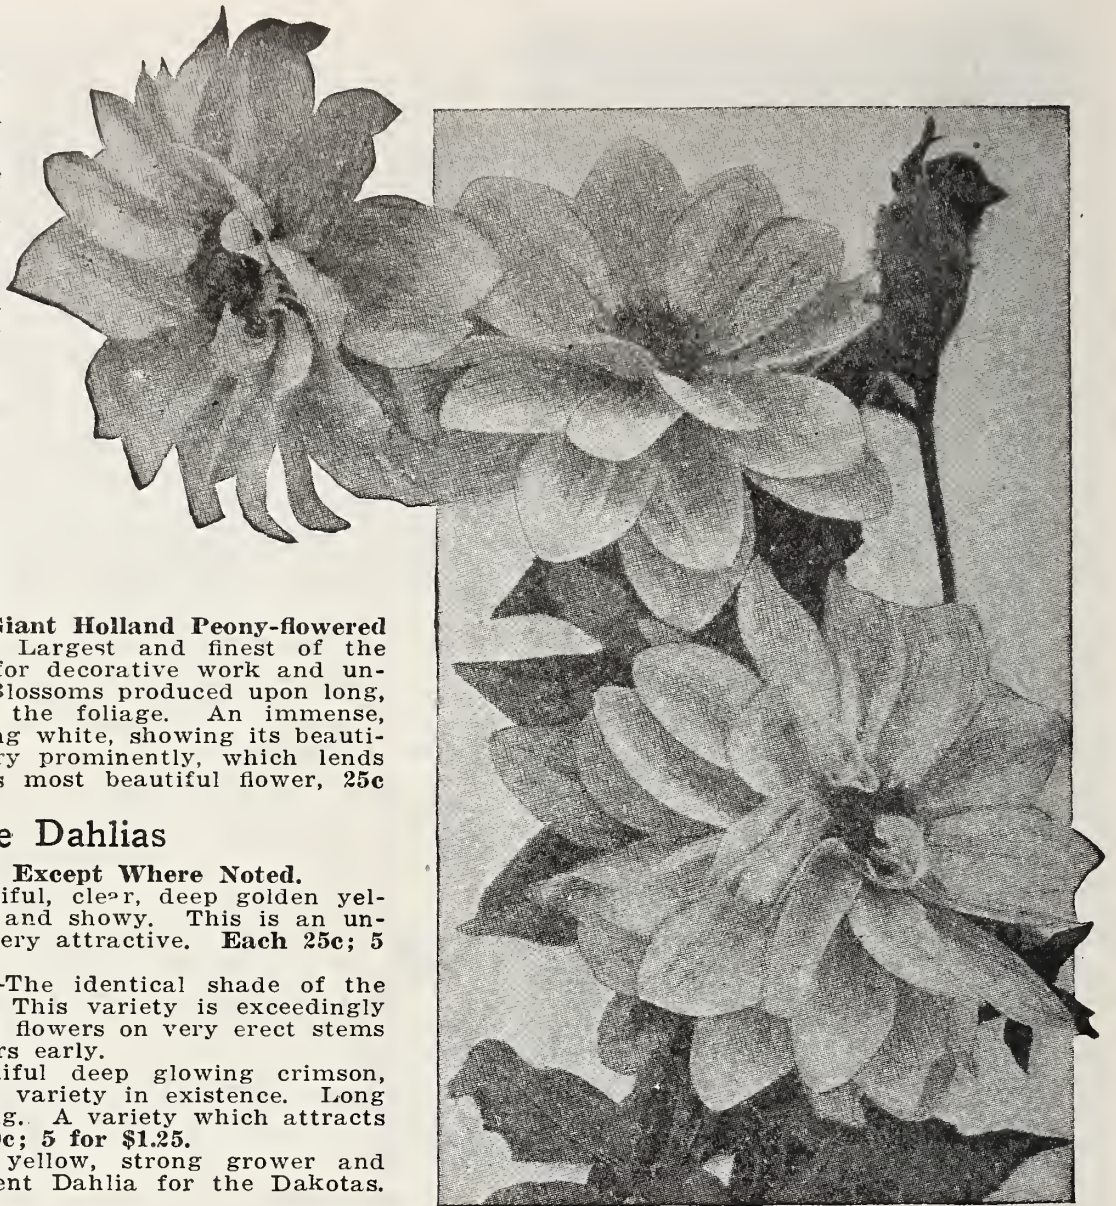 Giant Holland Peony-flowered
Largest and finest of the
for decorative work and un-
Blossoms produced upon long,
the foliage. An immense,
ng white, showing its beauti-
ry prominently, which lends
s most beautiful flower, 25c
e Dahlias
Except Where Noted.
iful, clear, deep golden yel-
and showy. This is an un-
ery attractive. Each 25c; 5
-The identical shade of the
This variety is exceedingly
flowers on very erect stems
rs early.
iful deep glowing crimson,
variety in existence. Long
g. A variety which attracts
c; 5 for $1.25.
yellow, strong grower and
ent Dahlia for the Dakotas.